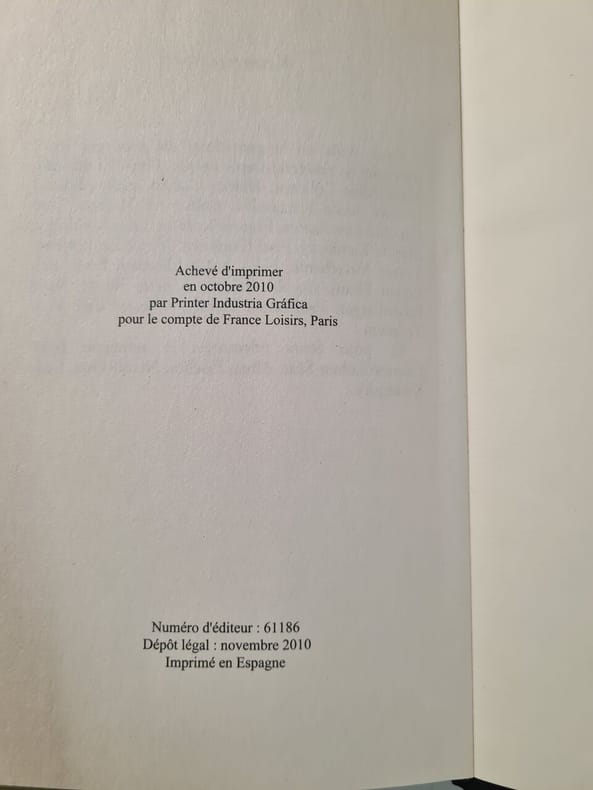 Achevé d'imprimer
en octobre 2010
par Printer Industria Gráfica
pour le compte de France Loisirs, Paris
Numéro d'éditeur : 61186
Dépôt légal : novembre 2010
Imprimé en Espagne